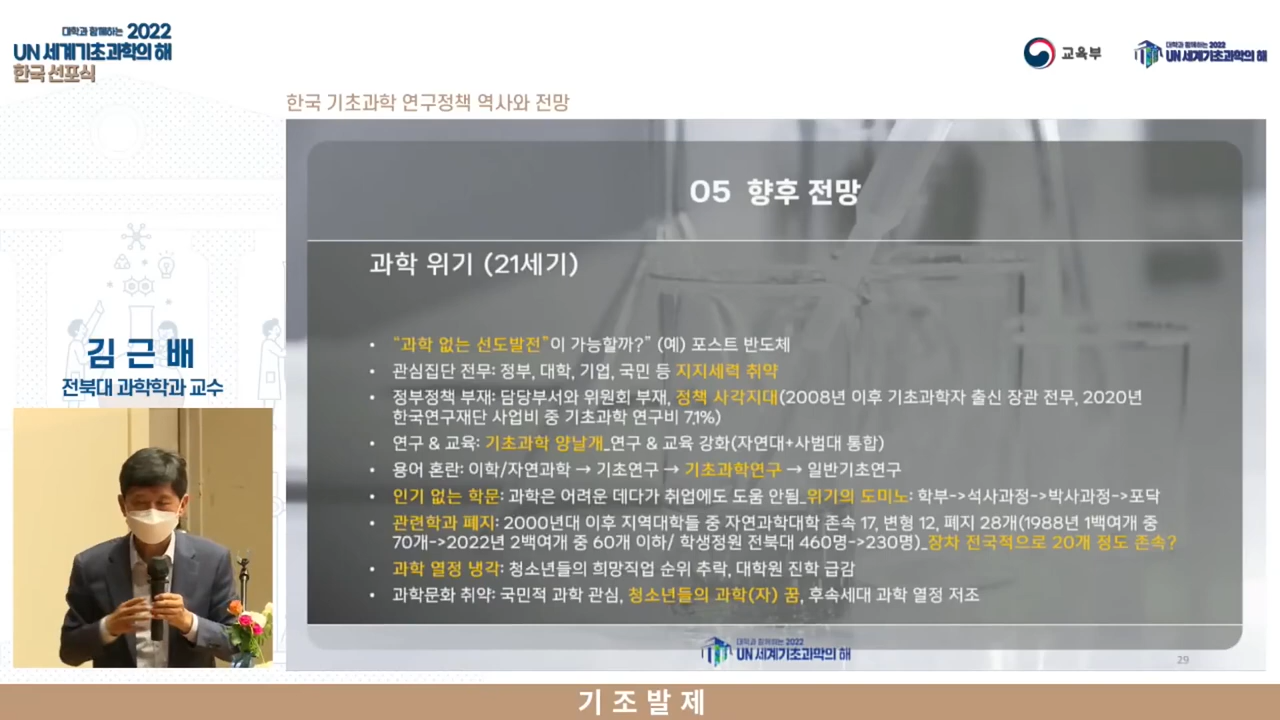 대학과 함께하는 2022
UN 세계기초과학의 해
한국 선포식
교육부
대학과 함께하는 2022
UN 세계기초과학의 해
한국 기초과학 연구정책 역사와 전망
05 향후 전망
과학 위기 (21세기)
• “과학 없는 선도발전”이 가능할까?” (예) 포스트 반도체
• 관심집단 전무: 정부, 대학, 기업, 국민 등 지지세력 취약
• 정부정책 부재: 담당부서와 위원회 부재, 정책 사각지대(2008년 이후 기초과학자 출신 장관 전무, 2020년
한국연구재단 사업비 중 기초과학 연구비 7.1%)
• 연구 & 교육: 기초과학 양날개_연구 & 교육 강화(자연대+사범대 통합)
• 용어 혼란: 이학/자연과학 → 기초연구 → 기초과학연구 → 일반기초연구
• 인기 없는 학문: 과학은 어려운 데다가 취업에도 도움 안됨_위기의 도미노: 학부->석사과정->박사과정->포닥
• 관련학과 폐지: 2000년대 이후 지역대학들 중 자연과학대학 존속 17, 변형 12, 폐지 28개(1988년 1백여개 중
70개->2022년 2백여개 중 60개 이하/ 학생정원 전북대 460명->230명)_장차 전국적으로 20개 정도 존속?
• 과학 열정 냉각: 청소년들의 희망직업 순위 추락, 대학원 진학 급감
• 과학문화 취약: 국민적 과학 관심, 청소년들의 과학(자) 꿈, 후속세대 과학 열정 저조
대학과 함께하는 2022
UN 세계기초과학의 해
29
김근배
전북대 과학학과 교수
기조발제